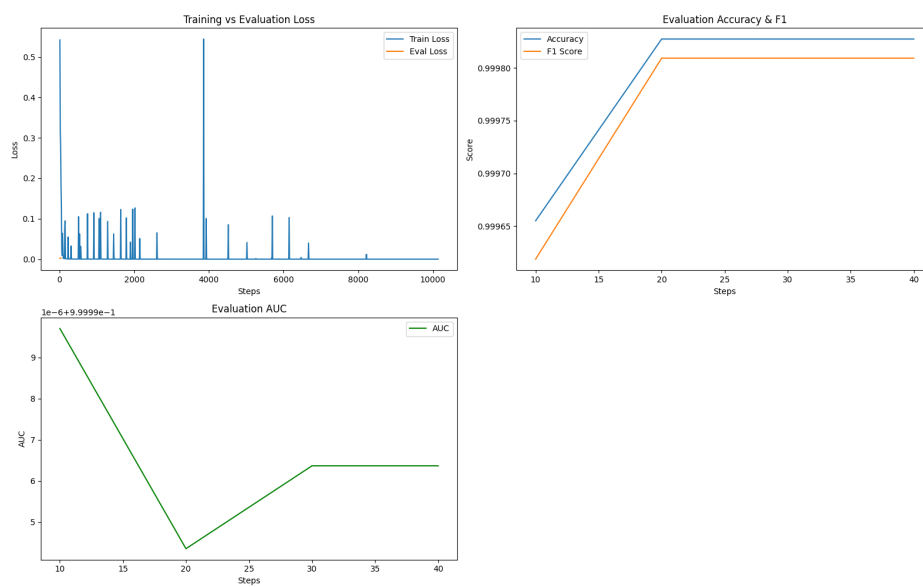 Training vs Evaluation Loss
Train Loss
Eval Loss
0.5
0.4
0.3
0.2
0.1
0.0
Loss
0 2000 4000 6000 8000 10000
Steps
Evaluation Accuracy & F1
Accuracy
F1 Score
0.99980
0.99975
0.99970
0.99965
Score
10 15 20 25 30 35 40
Steps
Evaluation AUC
1e-6+9.9999e-1
AUC
9
8
7
6
5
AUC
10 15 20 25 30 35 40
Steps